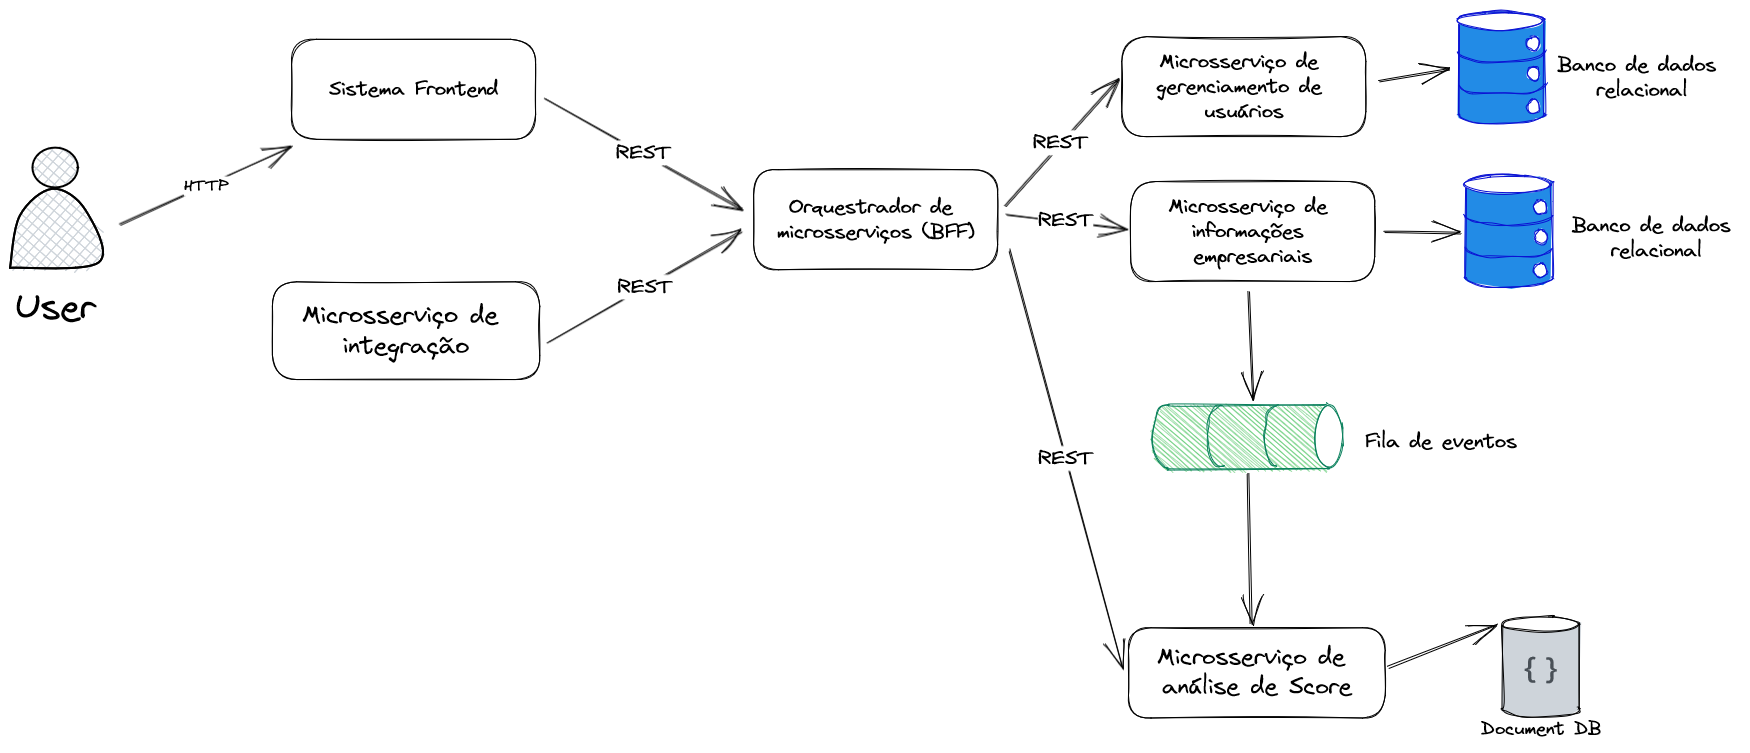 Sistema Frontend
HTTP
User
REST
Microsserviço de
integração
REST
Orquestrador de
microsserviços (BFF)
REST
Microsserviço de
gerenciamento de
usuários
Banco de dados
relacional
REST
Microsserviço de
informações
empresariais
Banco de dados
relacional
Fila de eventos
REST
Microsserviço de
análise de Score
{ }
Document DB